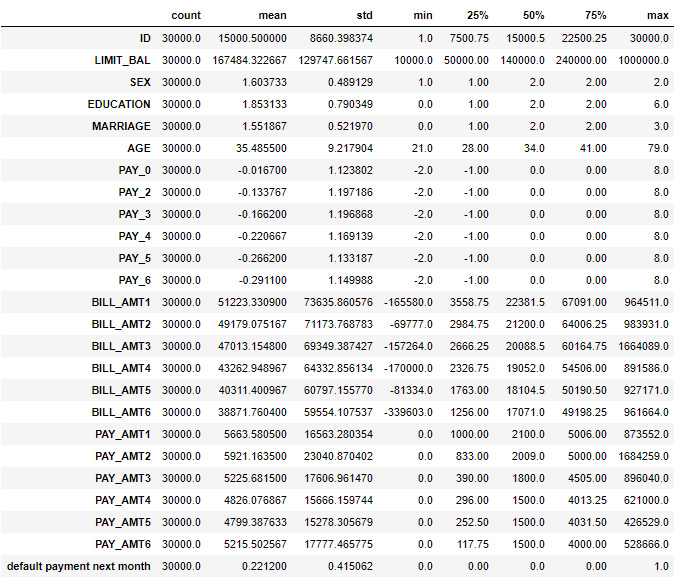 count mean std min 25% 50% 75% max
ID 30000.0 15000.500000 8660.398374 1.0 7500.75 15000.5 22500.25 30000.0
LIMIT_BAL 30000.0 167484.322667 129747.661567 10000.0 50000.00 140000.0 240000.00 1000000.0
SEX 30000.0 1.603733 0.489129 1.0 1.00 2.0 2.00 2.0
EDUCATION 30000.0 1.853133 0.790349 0.0 1.00 2.0 2.00 6.0
MARRIAGE 30000.0 1.551867 0.521970 0.0 1.00 2.0 2.00 3.0
AGE 30000.0 35.485500 9.217904 21.0 28.00 34.0 41.00 79.0
PAY_0 30000.0 -0.016700 1.123802 -2.0 -1.00 0.0 0.00 8.0
PAY_2 30000.0 -0.133767 1.197186 -2.0 -1.00 0.0 0.00 8.0
PAY_3 30000.0 -0.166200 1.196868 -2.0 -1.00 0.0 0.00 8.0
PAY_4 30000.0 -0.220667 1.169139 -2.0 -1.00 0.0 0.00 8.0
PAY_5 30000.0 -0.266200 1.133187 -2.0 -1.00 0.0 0.00 8.0
PAY_6 30000.0 -0.291100 1.149988 -2.0 -1.00 0.0 0.00 8.0
BILL_AMT1 30000.0 51223.330900 73635.860576 -165580.0 3558.75 22381.5 67091.00 964511.0
BILL_AMT2 30000.0 49179.075167 71173.768783 -69777.0 2984.75 21200.0 64006.25 983931.0
BILL_AMT3 30000.0 47013.154800 69349.387427 -157264.0 2666.25 20088.5 60164.75 1664089.0
BILL_AMT4 30000.0 43262.948967 64332.856134 -170000.0 2326.75 19052.0 54506.00 891586.0
BILL_AMT5 30000.0 40311.400967 60797.155770 -81334.0 1763.00 18104.5 50190.50 927171.0
BILL_AMT6 30000.0 38871.760400 59554.107537 -339603.0 1256.00 17071.0 49198.25 961664.0
PAY_AMT1 30000.0 5663.580500 16563.280354 0.0 1000.00 2100.0 5006.00 873552.0
PAY_AMT2 30000.0 5921.163500 23040.870402 0.0 833.00 2009.0 5000.00 1684259.0
PAY_AMT3 30000.0 5225.681500 17606.961470 0.0 390.00 1800.0 4505.00 896040.0
PAY_AMT4 30000.0 4826.076867 15666.159744 0.0 296.00 1500.0 4013.25 621000.0
PAY_AMT5 30000.0 4799.387633 15278.305679 0.0 252.50 1500.0 4031.50 426529.0
PAY_AMT6 30000.0 5215.502567 17777.465775 0.0 117.75 1500.0 4000.00 528666.0
default payment next month 30000.0 0.221200 0.415062 0.0 0.00 0.0 0.00 1.0